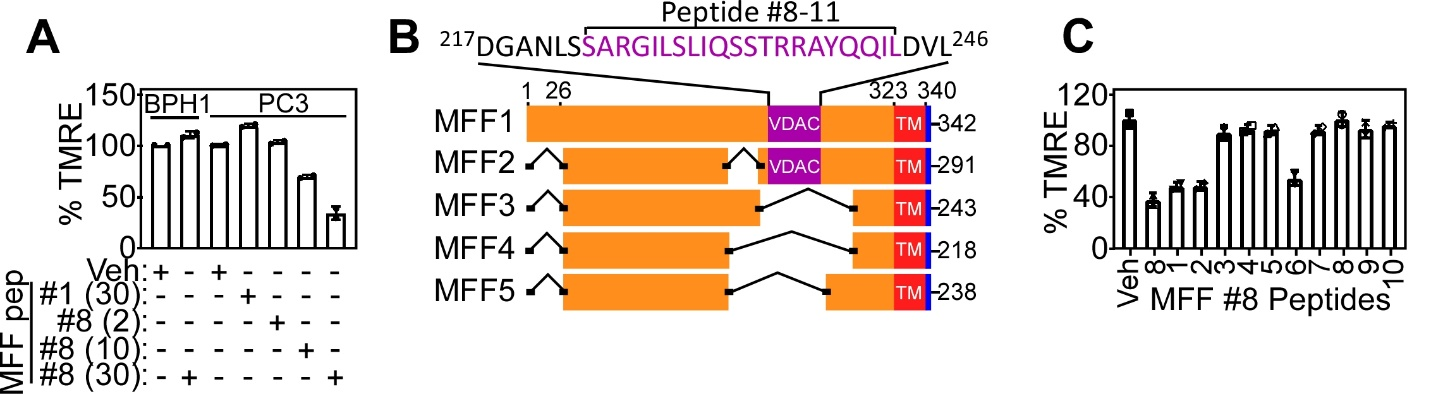 A
% TMRE
150
100
50
0
BPH1 PC3
Veh: + - + - - - -
MFF pep
#1 (30): - - - + - - -
#8 (2): - - - - + - -
#8 (10): - - - - - + -
#8 (30): - + - - - - +
B
Peptide #8-11
217DGANLSSARGILSLIQSSTRRAYQQILDVL246
1 26 323 340
MFF1 VDAC TM 342
MFF2 VDAC TM 291
MFF3 TM 243
MFF4 TM 218
MFF5 TM 238
C
% TMRE
120
80
40
0
Veh 8 1 2 3 4 5 6 7 8 9 10
MFF #8 Peptides